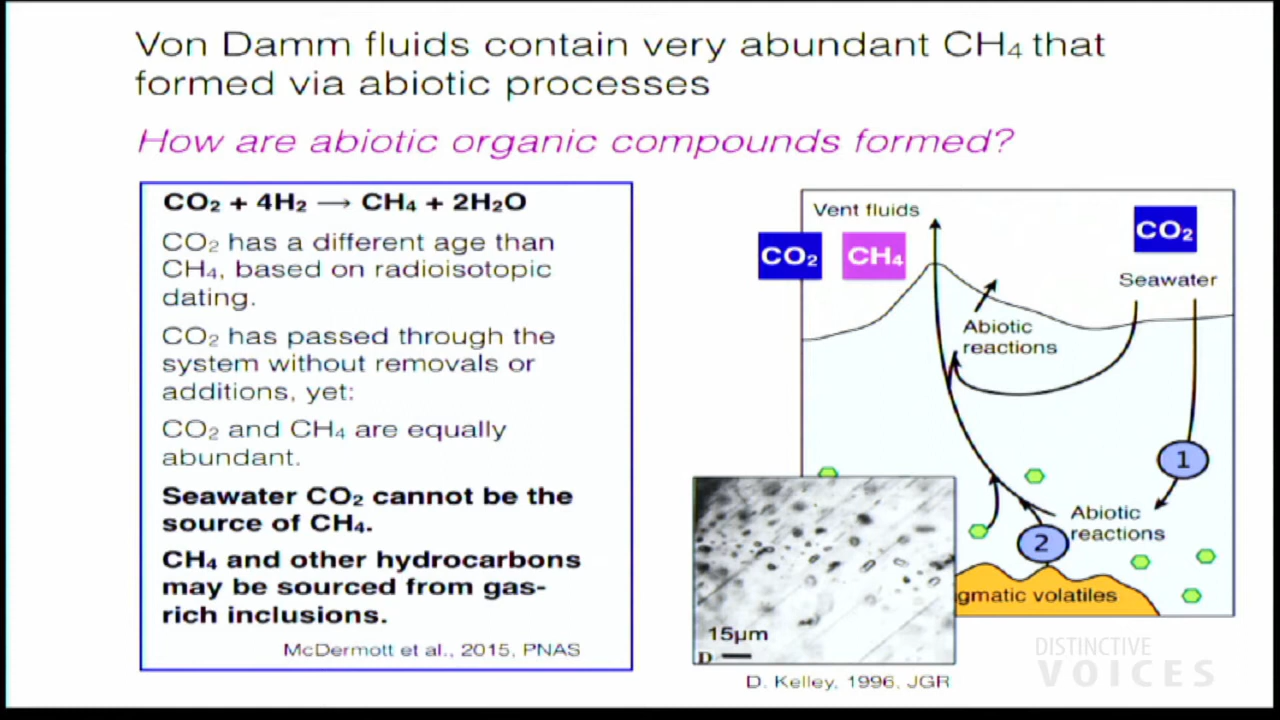 Von Damm fluids contain very abundant CH₄ that
formed via abiotic processes
How are abiotic organic compounds formed?
CO₂ + 4H₂ → CH₄ + 2H₂O
CO₂ has a different age than
CH₄, based on radioisotopic
dating.
CO₂ has passed through the
system without removals or
additions, yet:
CO₂ and CH₄ are equally
abundant.
Seawater CO₂ cannot be the
source of CH₄.
CH₄ and other hydrocarbons
may be sourced from gas-
rich inclusions.
McDermott et al., 2015, PNAS
Vent fluids
CO₂
CH₄
CO₂
Seawater
Abiotic
reactions
1
Abiotic
reactions
2
gmatic volatiles
15µm
D
D. Kelley, 1996, JGR
DISTINCTIVE
VOICES